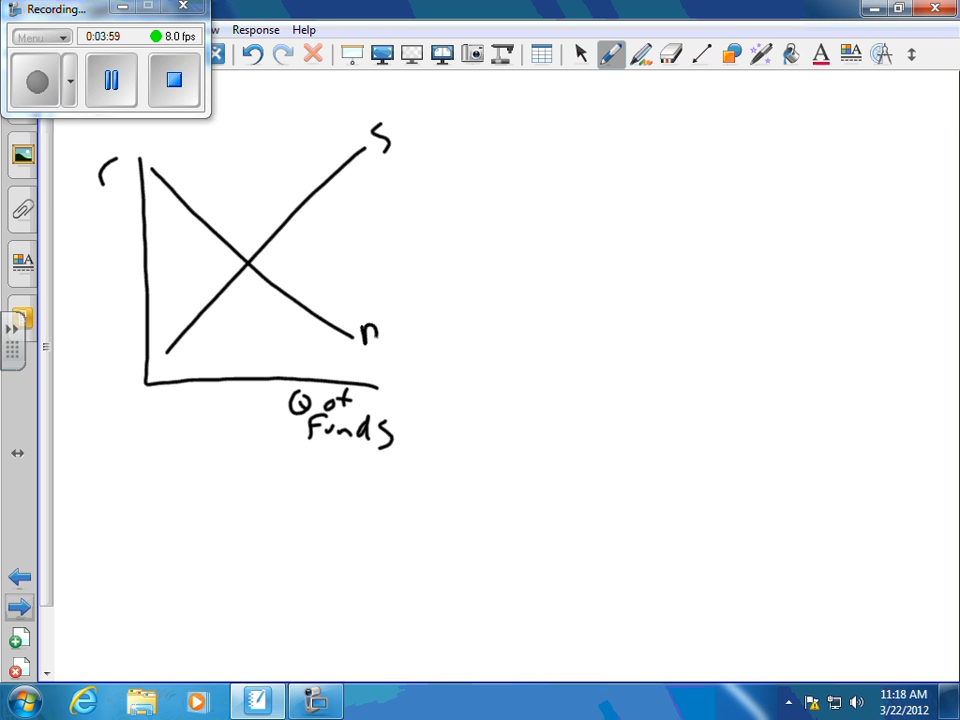 Recording...
Menu
0:03:59
8.0 fps
Response
Help
S
r
Q of
Funds
11:18 AM
3/22/2012